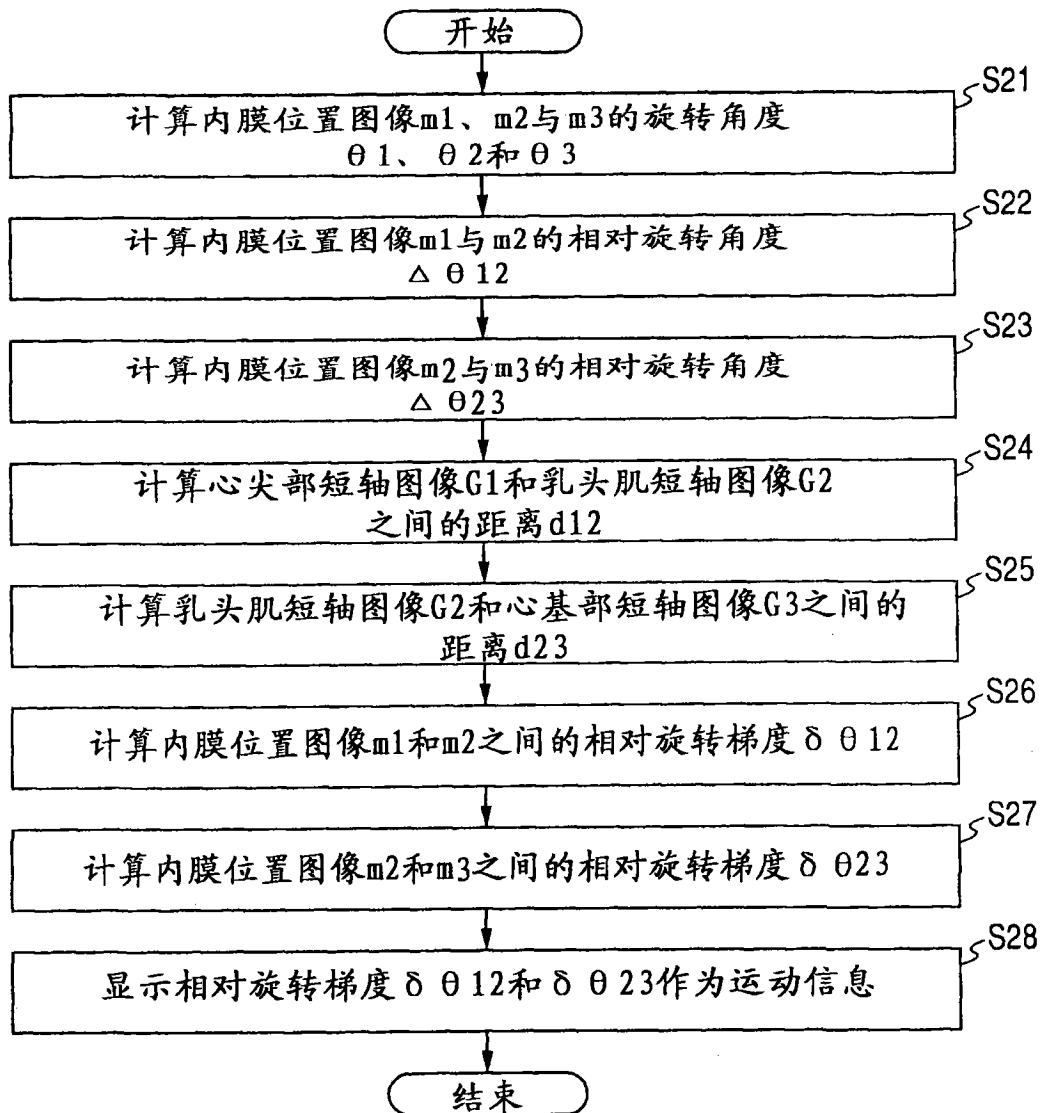 开始
S21
计算内膜位置图像m1、m2与m3的旋转角度
θ1、θ2和θ3
S22
计算内膜位置图像m1与m2的相对旋转角度
△θ12
S23
计算内膜位置图像m2与m3的相对旋转角度
△θ23
S24
计算心尖部短轴图像G1和乳头肌短轴图像G2
之间的距离d12
S25
计算乳头肌短轴图像G2和心基部短轴图像G3之间的
距离d23
S26
计算内膜位置图像m1和m2之间的相对旋转梯度δθ12
S27
计算内膜位置图像m2和m3之间的相对旋转梯度δθ23
S28
显示相对旋转梯度δθ12和δθ23作为运动信息
结束